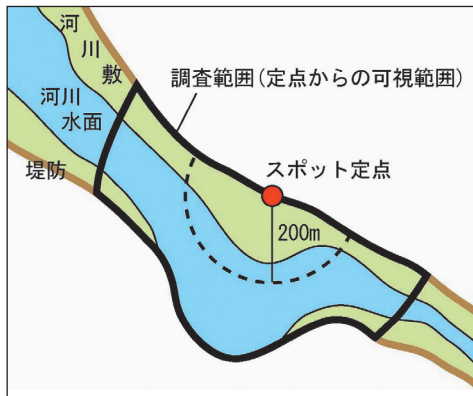 河川敷
調査範囲(定点からの可視範囲)
河川
水面
スポット定点
堤防
200m